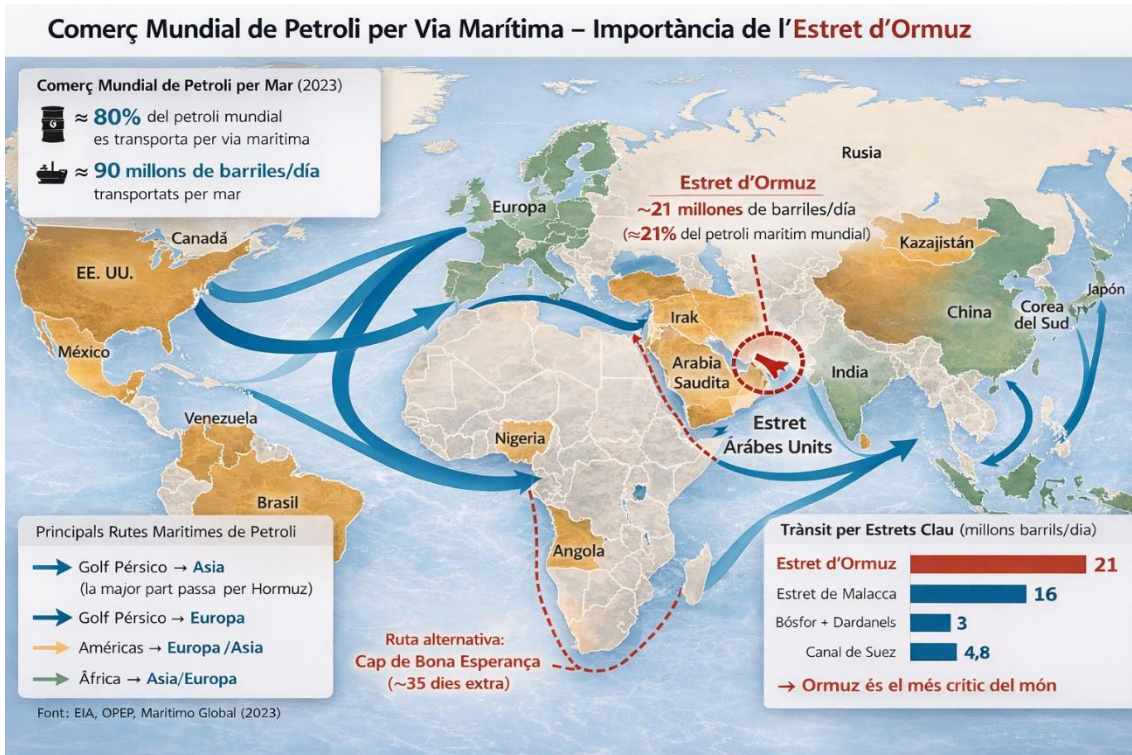 Comerç Mundial de Petroli per Via Marítima – Importància de l'Estret d'Ormuz
Comerç Mundial de Petroli per Mar (2023)
≈ 80% del petroli mundial
es transporta per via maritima
≈ 90 millons de barriles/día
transportats per mar
Canadá
EE. UU.
México
Venezuela
Brasil
Europa
Rusia
Estret d'Ormuz
~21 millones de barriles/día
(≈21% del petroli maritim mundial)
Kazajistán
China
Corea
del Sud
Japón
Irak
Arabia
Saudita
India
Estret
Árábes Units
Nigeria
Angola
Ruta alternativa:
Cap de Bona Esperança
(~35 dies extra)
Principals Rutes Maritimes de Petroli
Golf Pérsico → Asia
(la major part passa per Hormuz)
Golf Pérsico → Europa
Américas → Europa /Asia
Âfrica → Asia/Europa
Font: EIA, OPEP, Maritimo Global (2023)
Trànsit per Estrets Clau (millons barrils/dia)
Estret d'Ormuz 21
Estret de Malacca 16
Bósfor + Dardanels 3
Canal de Suez 4,8
→ Ormuz és el més critic del món